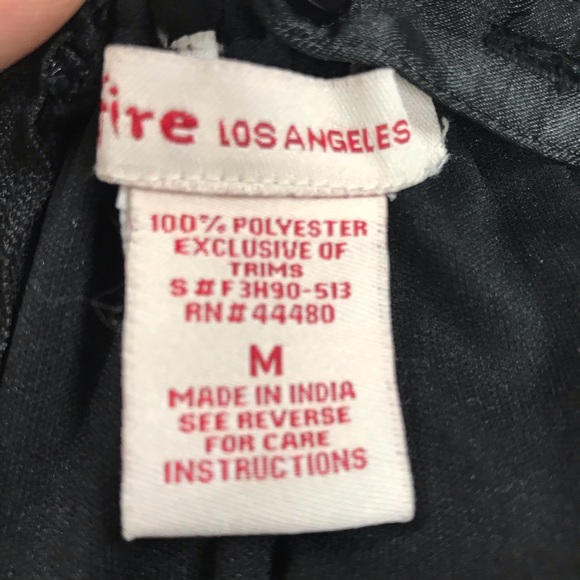 fire LOS ANGELES
100% POLYESTER
EXCLUSIVE OF
TRIMS
S # F3H90-513
RN# 44480
M
MADE IN INDIA
SEE REVERSE
FOR CARE
INSTRUCTIONS